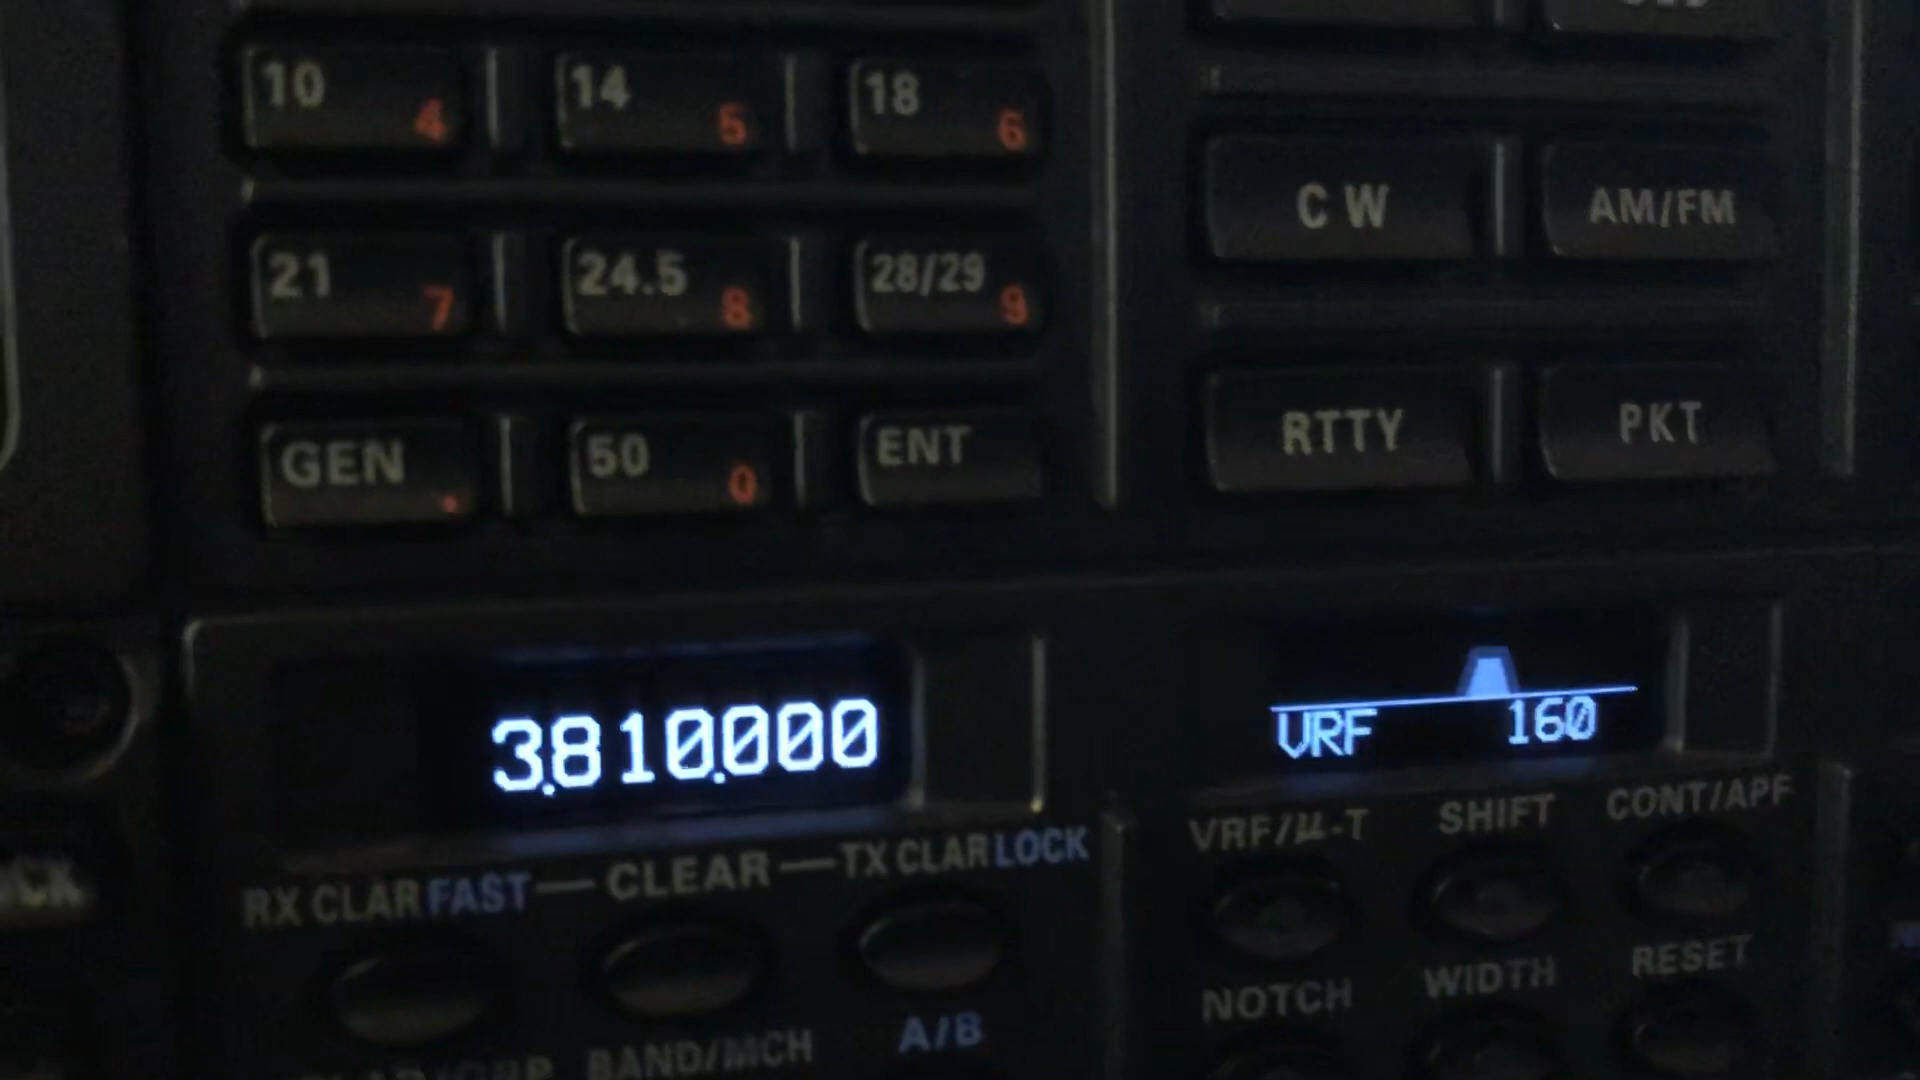 10 4 14 5 18 6
CW AM/FM
21 7 24.5 8 28/29 9
RTTY PKT
GEN . 50 0 ENT
3.810.000
VRF 160
RX CLAR FAST — CLEAR — TX CLAR LOCK
VRF/μ-T SHIFT CONT/APF
NOTCH WIDTH RESET
BAND/MCH A/B